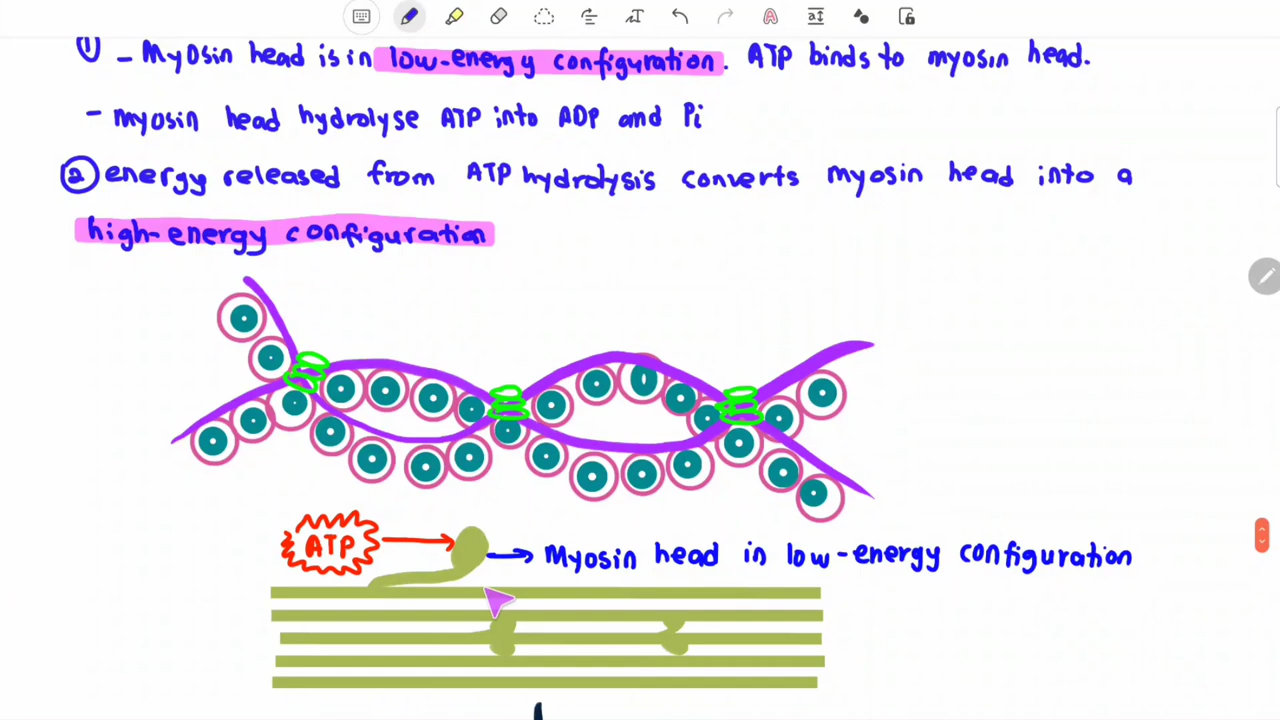 ① - Myosin head is in low-energy configuration. ATP binds to myosin head.
- myosin head hydrolyse ATP into ADP and Pi
② energy released from ATP hydrolysis converts myosin head into a
high-energy configuration
ATP
Myosin head in low-energy configuration